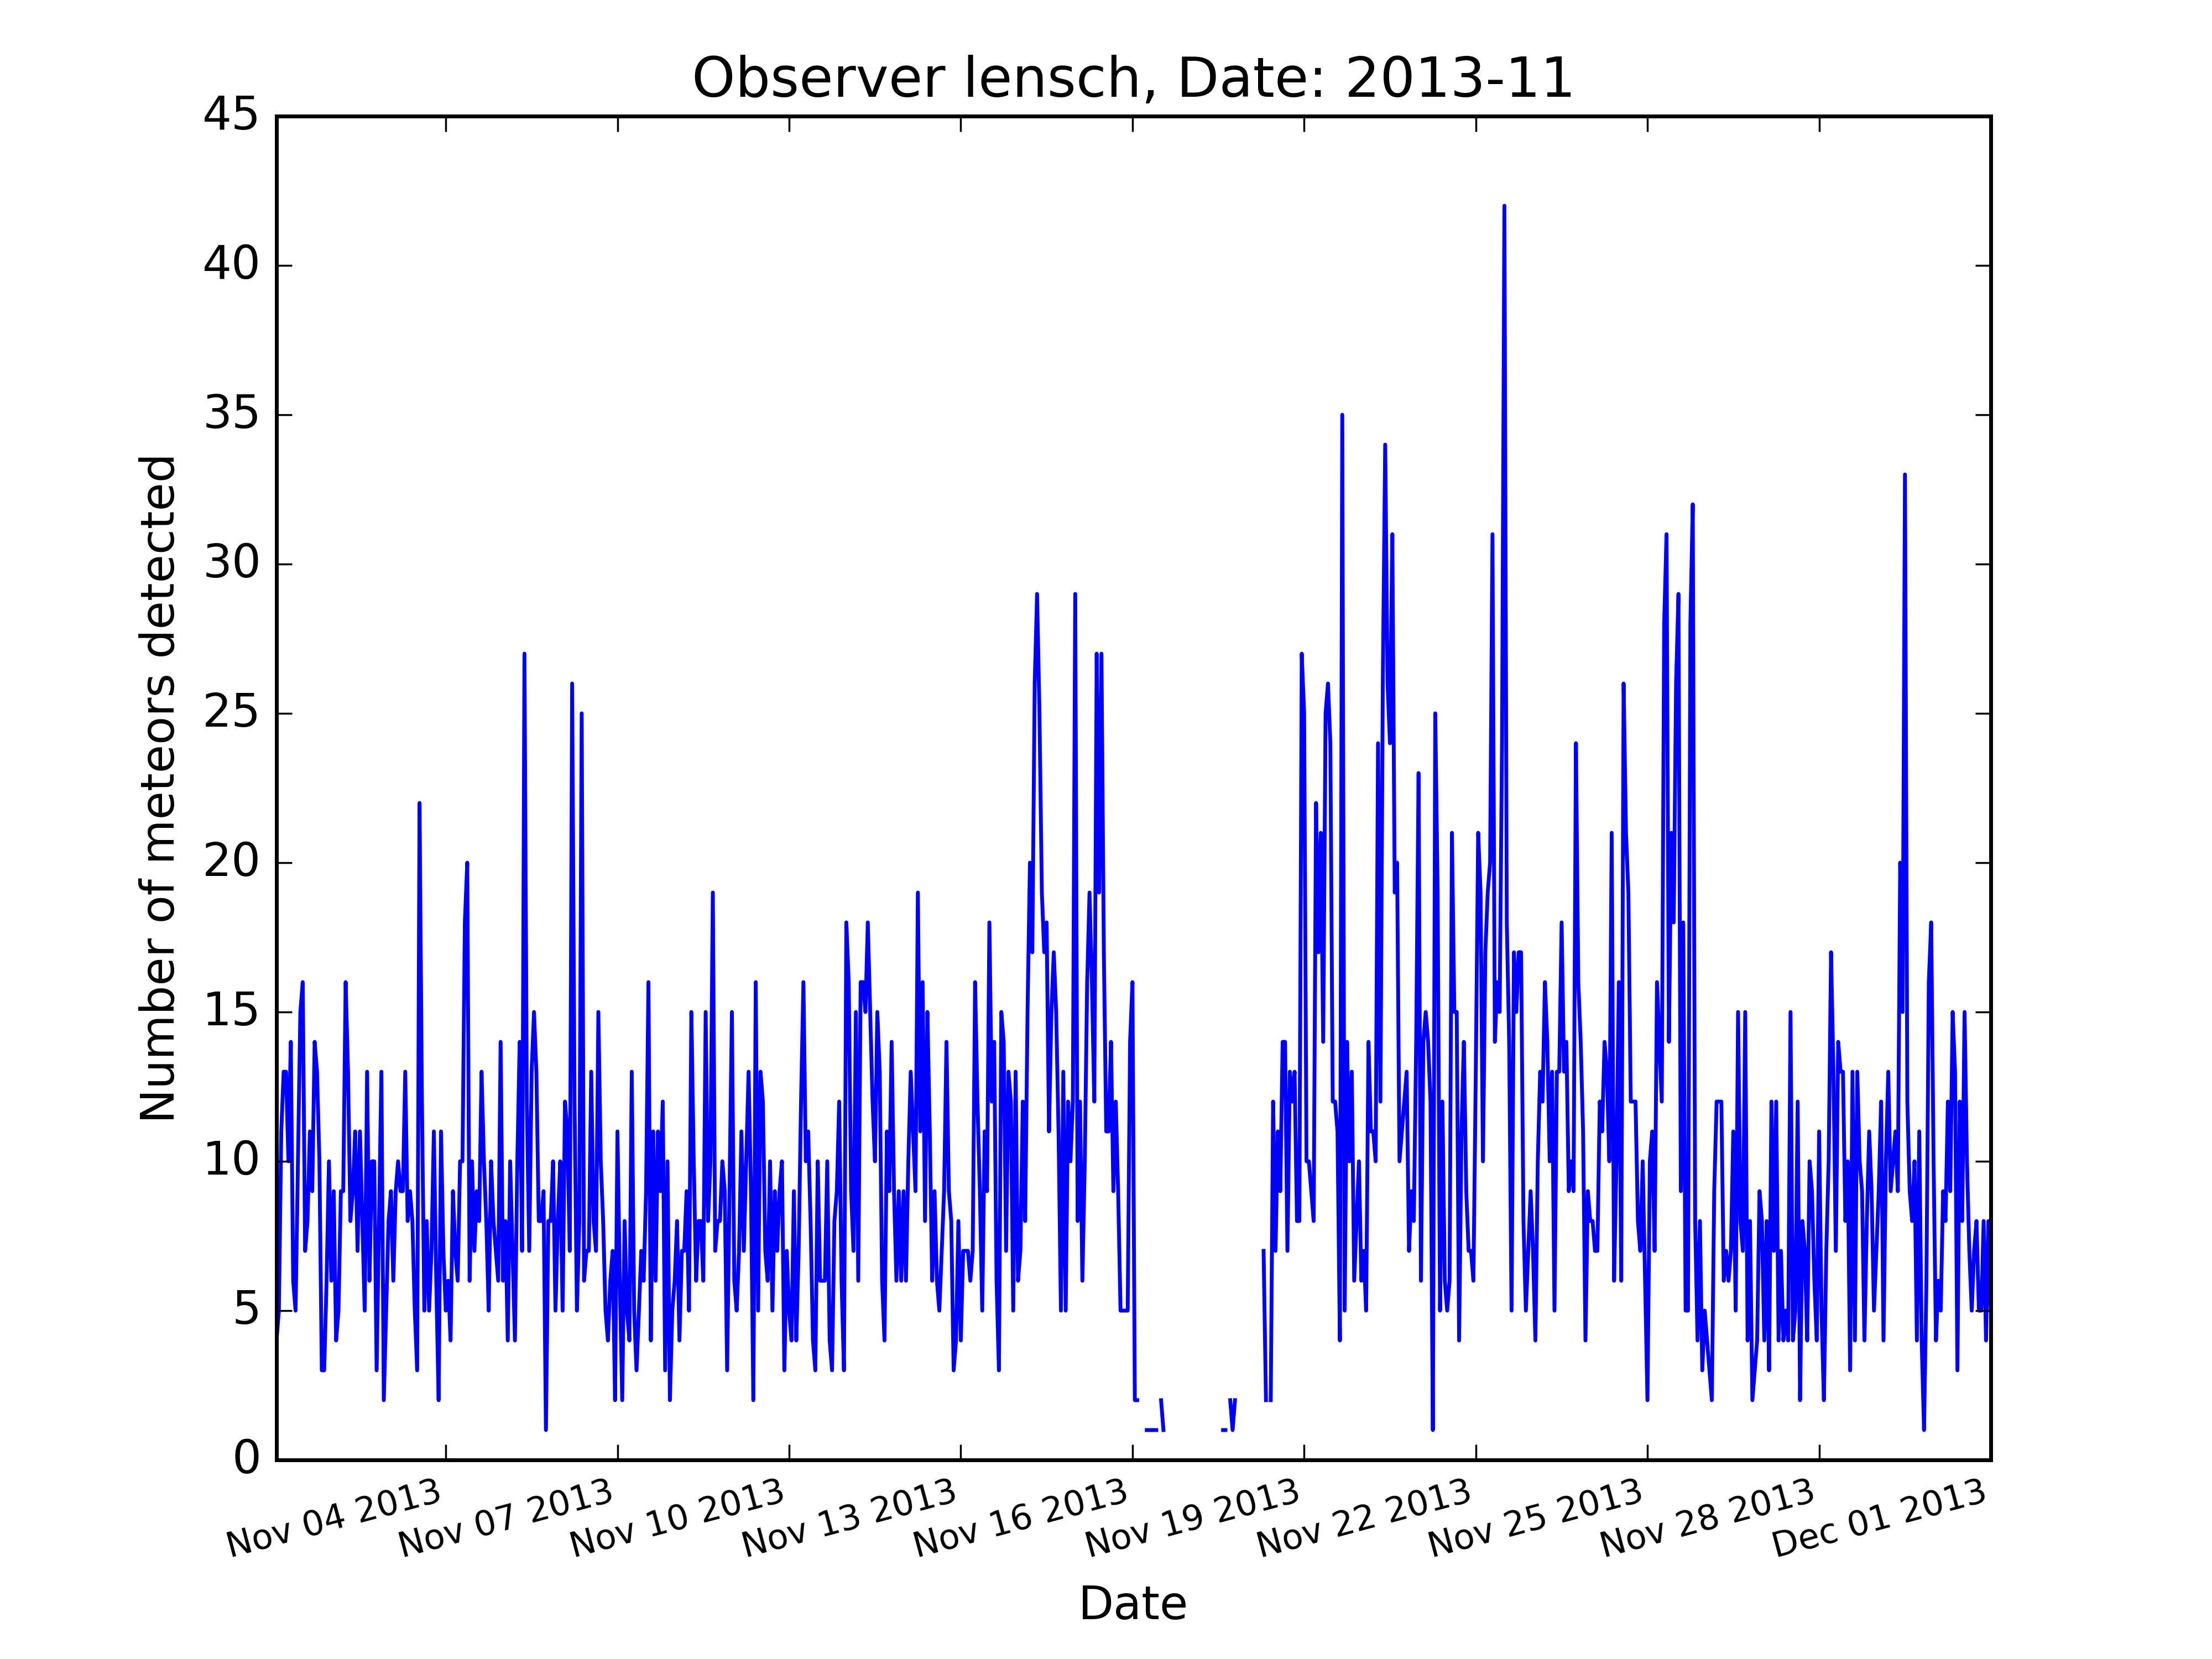 Observer lensch, Date: 2013-11
Number of meteors detected
45
40
35
30
25
20
15
10
5
0
Nov 04 2013
Nov 07 2013
Nov 10 2013
Nov 13 2013
Nov 16 2013
Nov 19 2013
Nov 22 2013
Nov 25 2013
Nov 28 2013
Dec 01 2013
Date